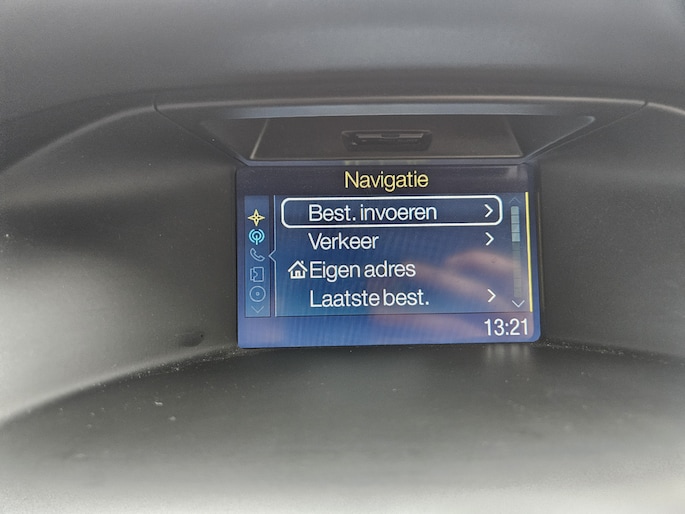 Navigatie
Best. invoeren
Verkeer
Eigen adres
Laatste best.
13:21